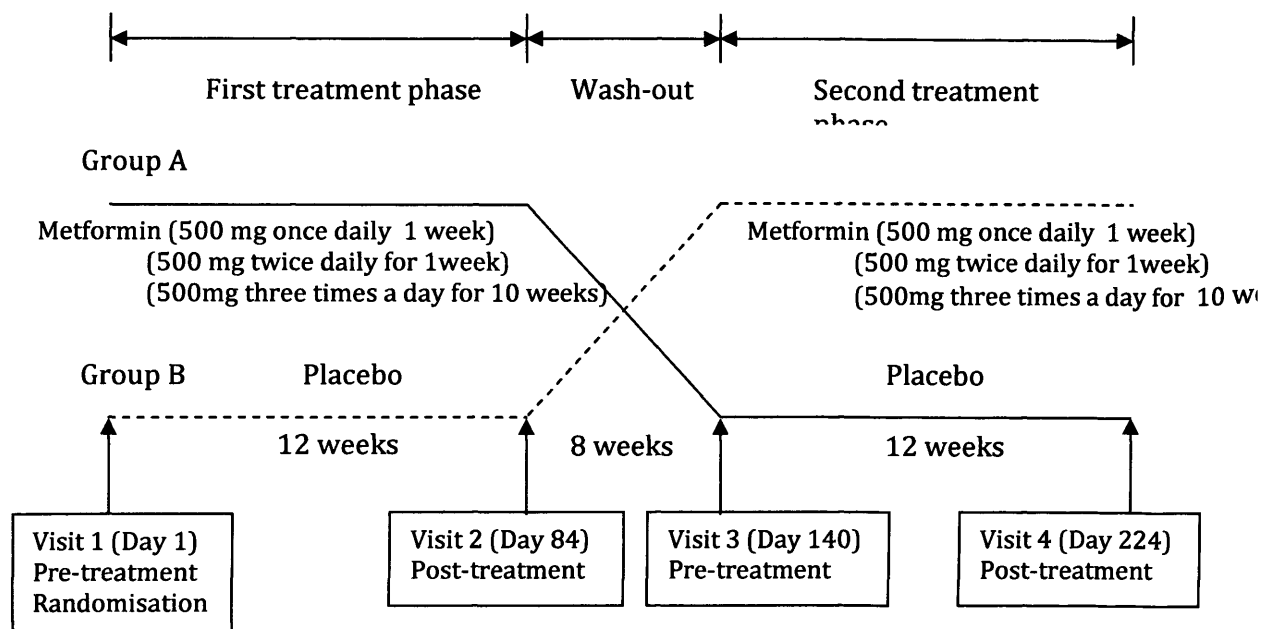 First treatment phase Wash-out Second treatment
phase
Group A
Metformin (500 mg once daily 1 week)
(500 mg twice daily for 1week)
(500mg three times a day for 10 weeks)
Metformin (500 mg once daily 1 week)
(500 mg twice daily for 1week)
(500mg three times a day for 10
Group B Placebo Placebo
12 weeks 8 weeks 12 weeks
Visit 1 (Day 1)
Pre-treatment
Randomisation
Visit 2 (Day 84)
Post-treatment
Visit 3 (Day 140)
Pre-treatment
Visit 4 (Day 224)
Post-treatment